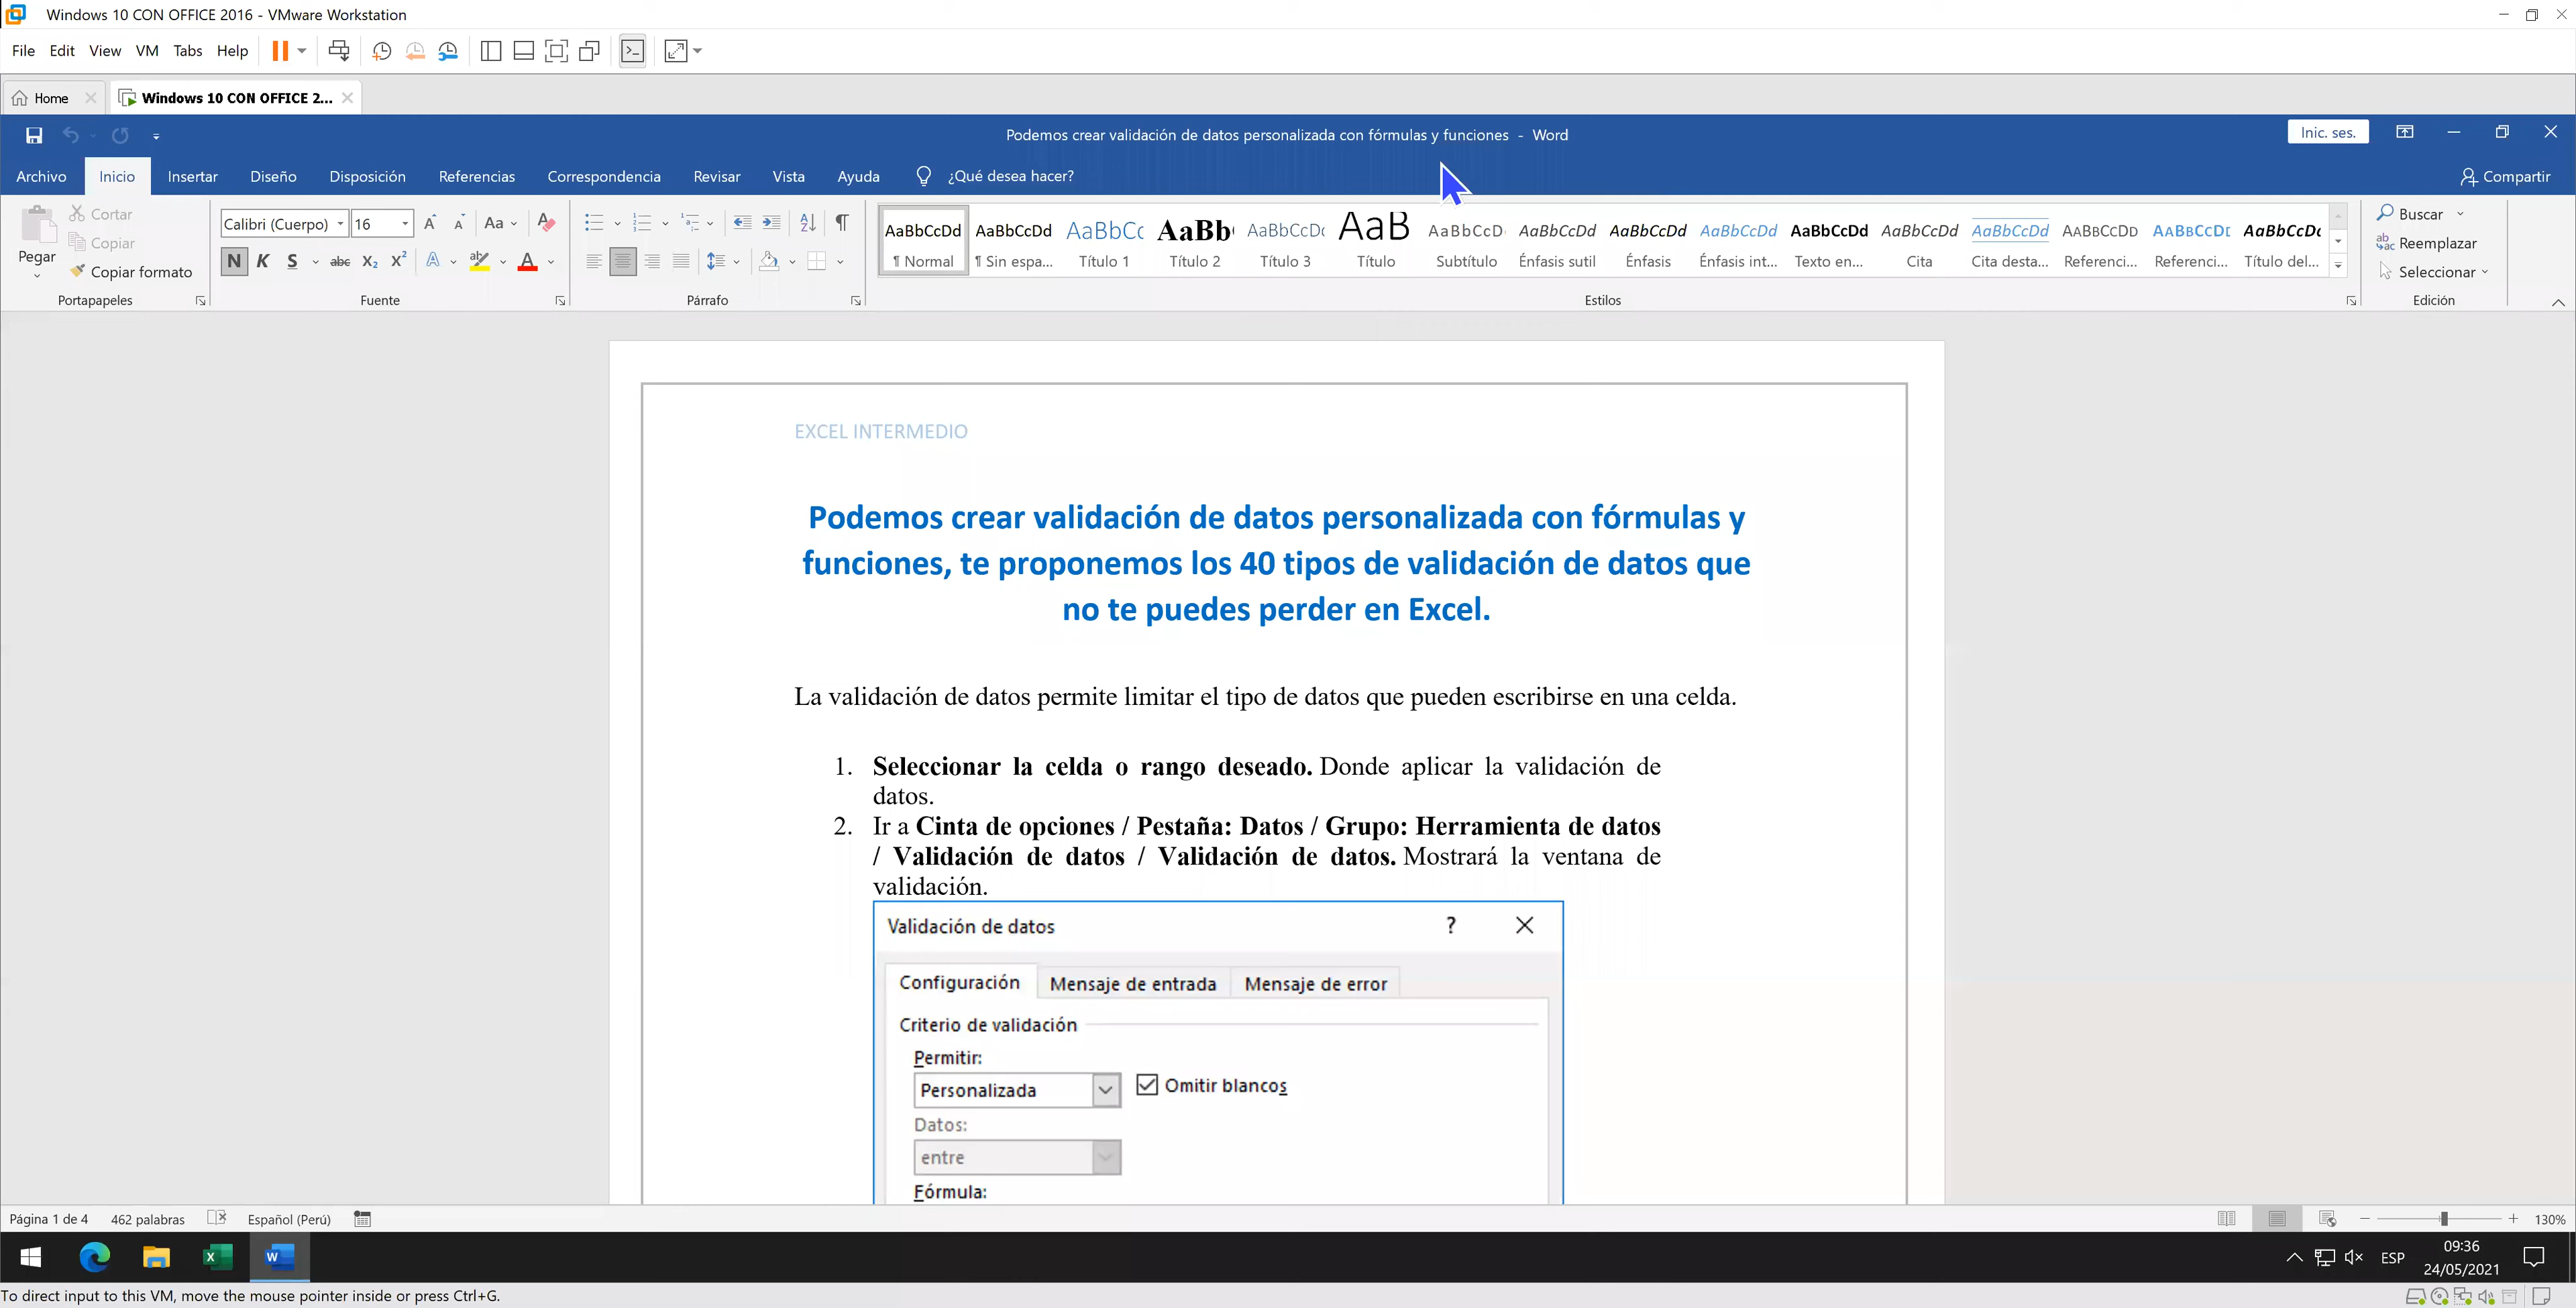 Windows 10 CON OFFICE 2016 - VMware Workstation
File Edit View VM Tabs Help
Home
Windows 10 CON OFFICE 2...
Podemos crear validación de datos personalizada con fórmulas y funciones - Word
Inic. ses.
Archivo Inicio Insertar Diseño Disposición Referencias Correspondencia Revisar Vista Ayuda ¿Qué desea hacer? Compartir
Pegar
Cortar
Copiar
Copiar formato
Portapapeles
Calibri (Cuerpo) 16 Aa
N K S abc X₂ X² A A
Fuente
Párrafo
AaBbCcDd AaBbCcDd AaBbCc AaBb AaBbCcDc AaB AaBbCcD AaBbCcDd AaBbCcDd AaBbCcDd AaBbCcDd AaBbCcDd AaBbCcDd AABBCCDD AABBCCDD AaBbCcDc
¶ Normal ¶ Sin espa... Título 1 Título 2 Título 3 Título Subtítulo Énfasis sutil Énfasis Énfasis int... Texto en... Cita Cita desta... Referenci... Referenci... Título del...
Estilos
Buscar
Reemplazar
Seleccionar
Edición
EXCEL INTERMEDIO
Podemos crear validación de datos personalizada con fórmulas y
funciones, te proponemos los 40 tipos de validación de datos que
no te puedes perder en Excel.
La validación de datos permite limitar el tipo de datos que pueden escribirse en una celda.
1. Seleccionar la celda o rango deseado. Donde aplicar la validación de
datos.
2. Ir a Cinta de opciones / Pestaña: Datos / Grupo: Herramienta de datos
/ Validación de datos / Validación de datos. Mostrará la ventana de
validación.
Validación de datos ?
Configuración Mensaje de entrada Mensaje de error
Criterio de validación
Permitir:
Personalizada Omitir blancos
Datos:
entre
Fórmula:
Página 1 de 4 462 palabras Español (Perú) 130%
ESP 09:36
24/05/2021
To direct input to this VM, move the mouse pointer inside or press Ctrl+G.